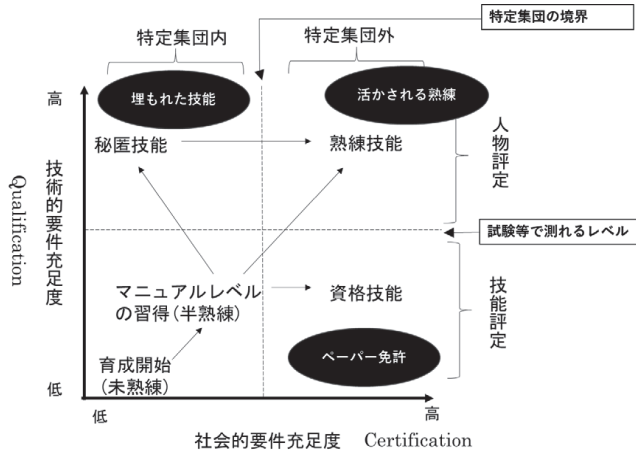 特定集団の境界
特定集団内
特定集団外
高
埋もれた技能
活かされる熟練
秘匿技能
熟練技能
人物評定
技術的要件充足度
Qualification
試験等で測れるレベル
マニュアルレベル
の習得(半熟練)
資格技能
技能評定
育成開始
(未熟練)
ペーパー免許
低
低
高
社会的要件充足度 Certification